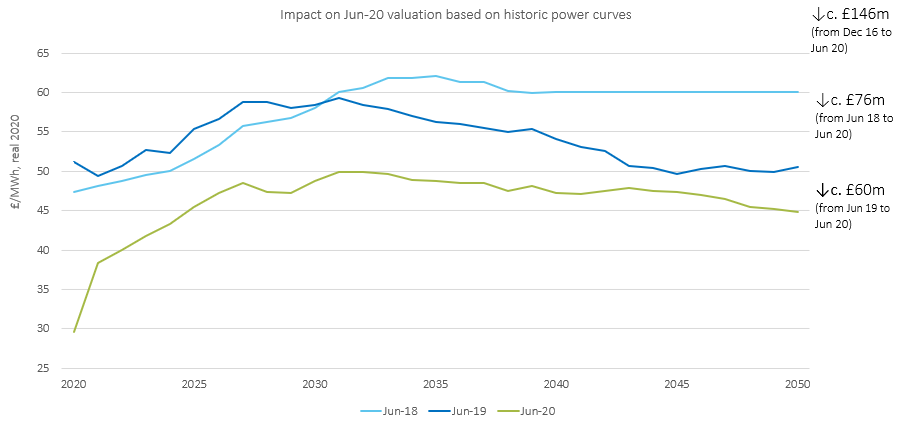 Impact on Jun-20 valuation based on historic power curves
↓c. £146m
(from Dec 16 to
Jun 20)
↓c. £76m
(from Jun 18 to
Jun 20)
↓c. £60m
(from Jun 19 to
Jun 20)
£/MWh, real 2020
65
60
55
50
45
40
35
30
25
2020 2025 2030 2035 2040 2045 2050
Jun-18 Jun-19 Jun-20